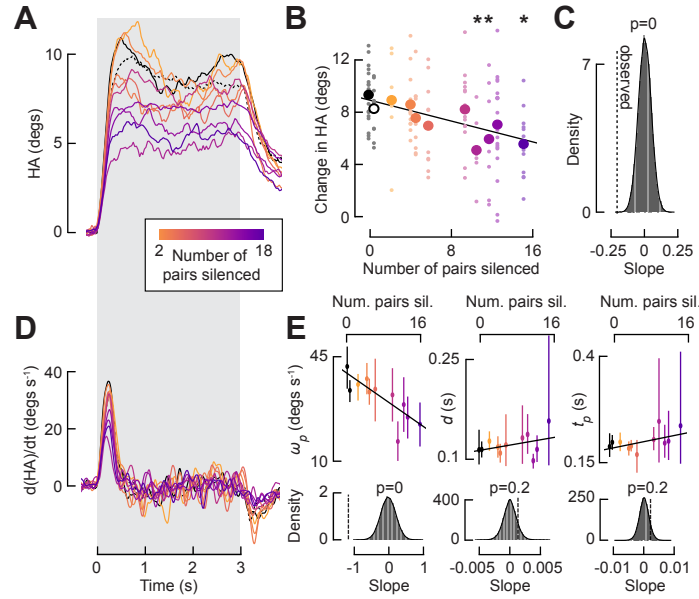 A
10
5
0
HA (degs)
2
18
Number of
pairs silenced
B
** *
12
8
4
0
Change in HA (degs)
0
8
16
Number of pairs silenced
C
p=0
observed
7
0
Density
-0.25
0
0.25
Slope
D
40
20
0
-20
d(HA)/dt (degs s⁻¹)
0
1
2
3
Time (s)
E
Num. pairs sil.
0
16
45
10
ωp (degs s⁻¹)
Num. pairs sil.
0
8
16
0.25
0.1
d (s)
Num. pairs sil.
0
8
16
0.4
0.15
tp (s)
2
0
Density
p=0
-1
0
1
Slope
400
0
p=0.2
-0.005
0
0.005
Slope
250
0
p=0.2
-0.01
0
0.01
Slope